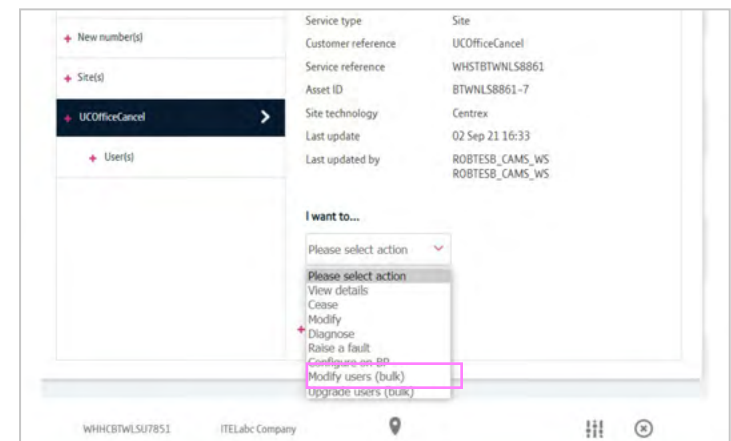 Service type Site
+ New number(s)
Customer reference UCOfficeCancel
Service reference WHSTBTWNLS8861
+ Site(s)
Asset ID BTWNLS8861-7
+ UCOfficeCancel
Site technology Centrex
Last update 02 Sep 21 16:33
+ User(s)
Last updated by ROBTESB_CAMS_WS
ROBTESB_CAMS_WS
I want to...
Please select action
Please select action
View details
Cease
Modify
Diagnose
Raise a fault
Configure on BP
Modify users (bulk)
Upgrade users (bulk)
WHHCBTWLSU7851 ITELabc Company